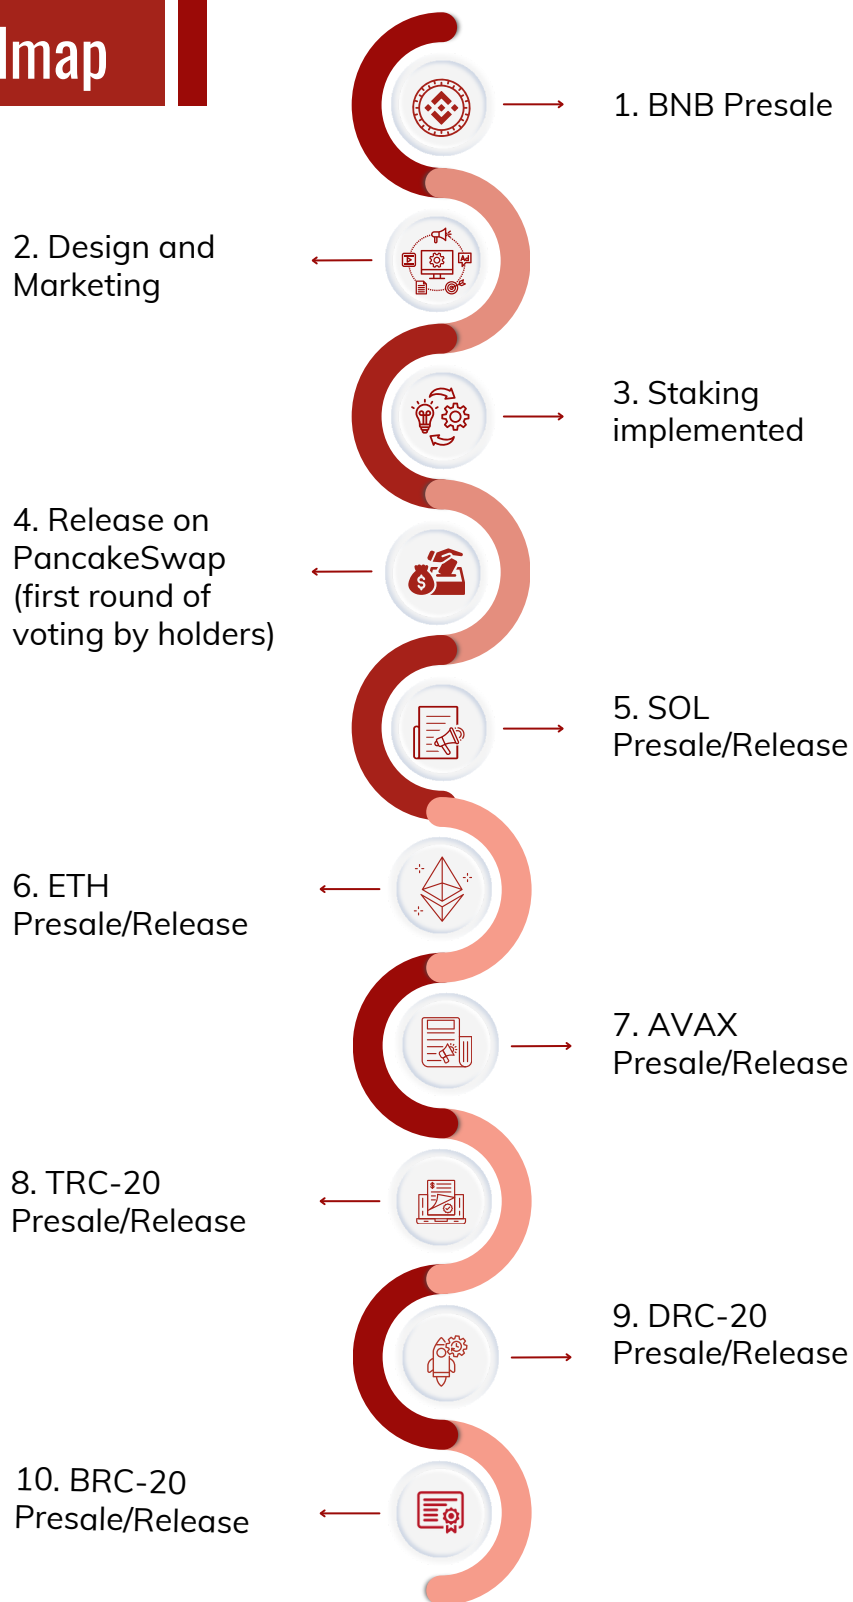 lmap
1. BNB Presale
2. Design and
Marketing
3. Staking
implemented
4. Release on
PancakeSwap
(first round of
voting by holders)
5. SOL
Presale/Release
6. ETH
Presale/Release
7. AVAX
Presale/Release
8. TRC-20
Presale/Release
9. DRC-20
Presale/Release
10. BRC-20
Presale/Release